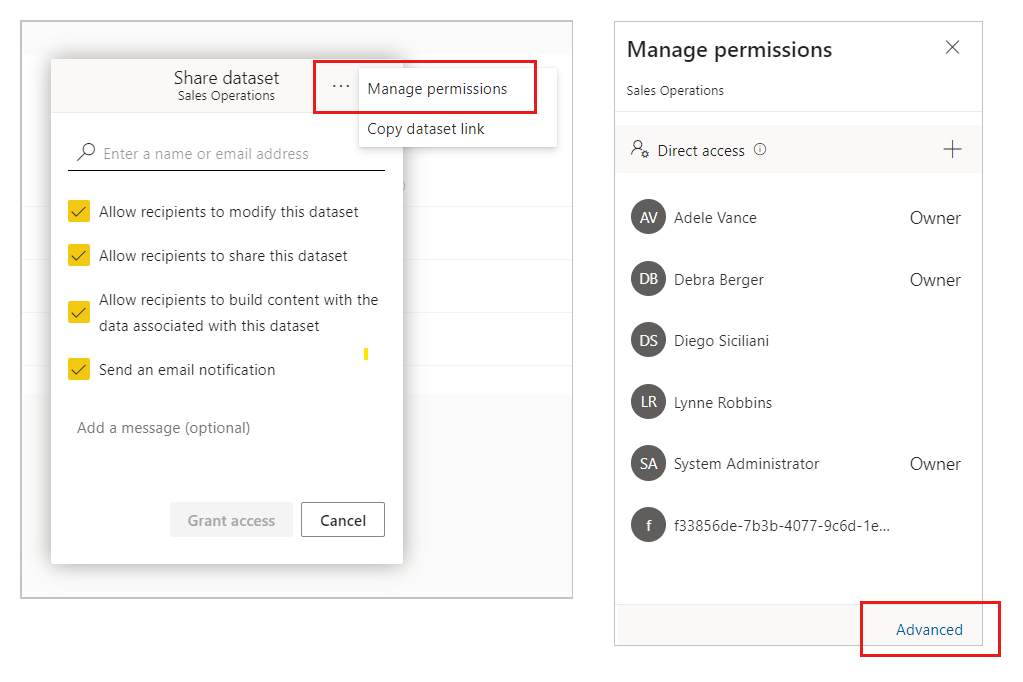 Share dataset
Sales Operations
... Manage permissions
Copy dataset link
Enter a name or email address
Allow recipients to modify this dataset
Allow recipients to share this dataset
Allow recipients to build content with the
data associated with this dataset
Send an email notification
Add a message (optional)
Grant access Cancel
Manage permissions
Sales Operations
Direct access
AV Adele Vance Owner
DB Debra Berger Owner
DS Diego Siciliani
LR Lynne Robbins
SA System Administrator Owner
f f33856de-7b3b-4077-9c6d-1e...
Advanced